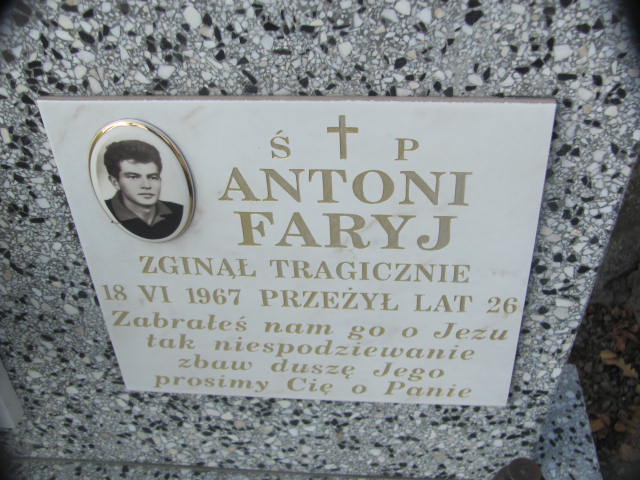 Ś P
ANTONI
FARYJ
ZGINĄŁ TRAGICZNIE
18 VI 1967 PRZEŻYŁ LAT 26
Zabrałeś nam go o Jezu
tak niespodziewanie
zbaw duszę Jego
prosimy Cię o Panie